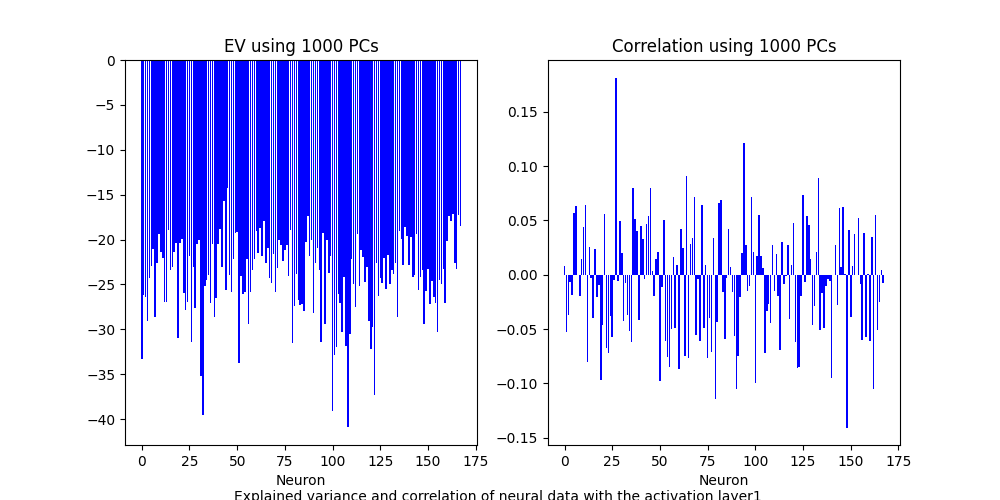 EV using 1000 PCs
Correlation using 1000 PCs
0
−5
−10
−15
−20
−25
−30
−35
−40
0 25 50 75 100 125 150 175
Neuron
0.15
0.10
0.05
0.00
−0.05
−0.10
−0.15
0 25 50 75 100 125 150 175
Neuron
Explained variance and correlation of neural data with the activation layer1